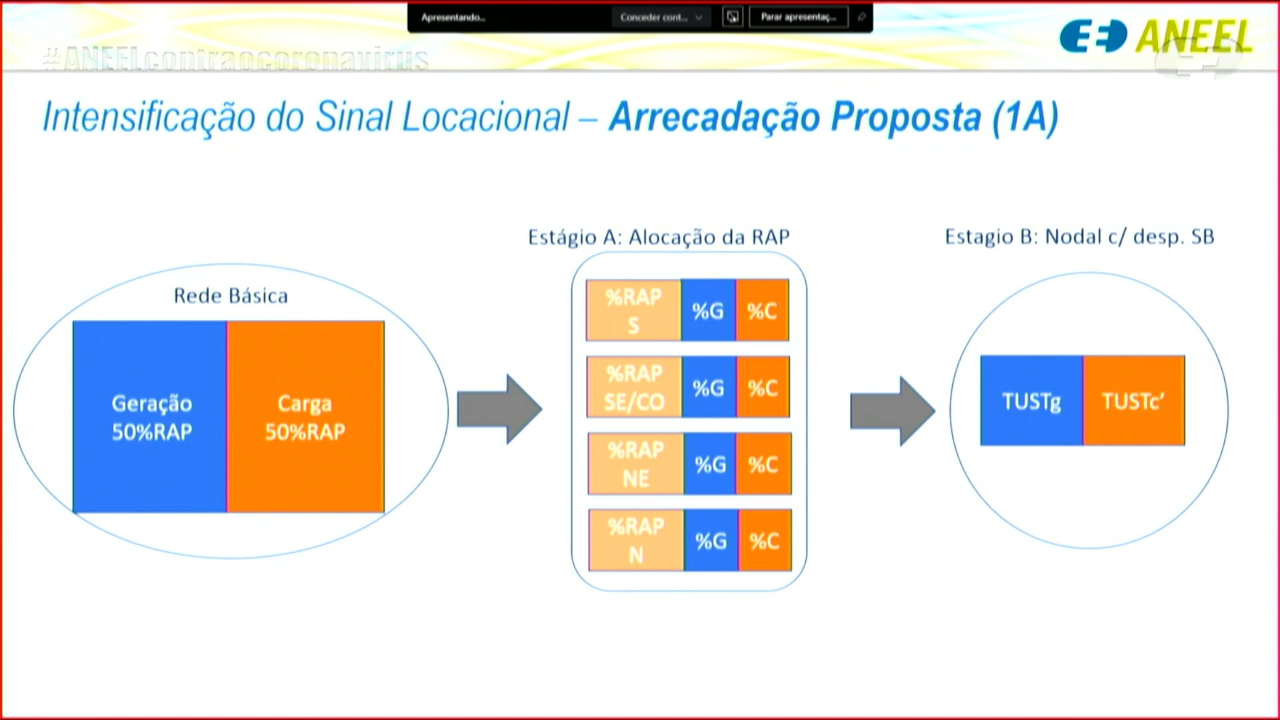 Apresentando...
Conceder cont...
Parar apresentaç...
ANEEL
#ANEELcontraocoronavirus
Intensificação do Sinal Locacional – Arrecadação Proposta (1A)
Rede Básica
Geração
50%RAP
Carga
50%RAP
Estágio A: Alocação da RAP
%RAP
S
%G
%C
%RAP
SE/CO
%G
%C
%RAP
NE
%G
%C
%RAP
N
%G
%C
Estagio B: Nodal c/ desp. SB
TUSTg
TUSTc’